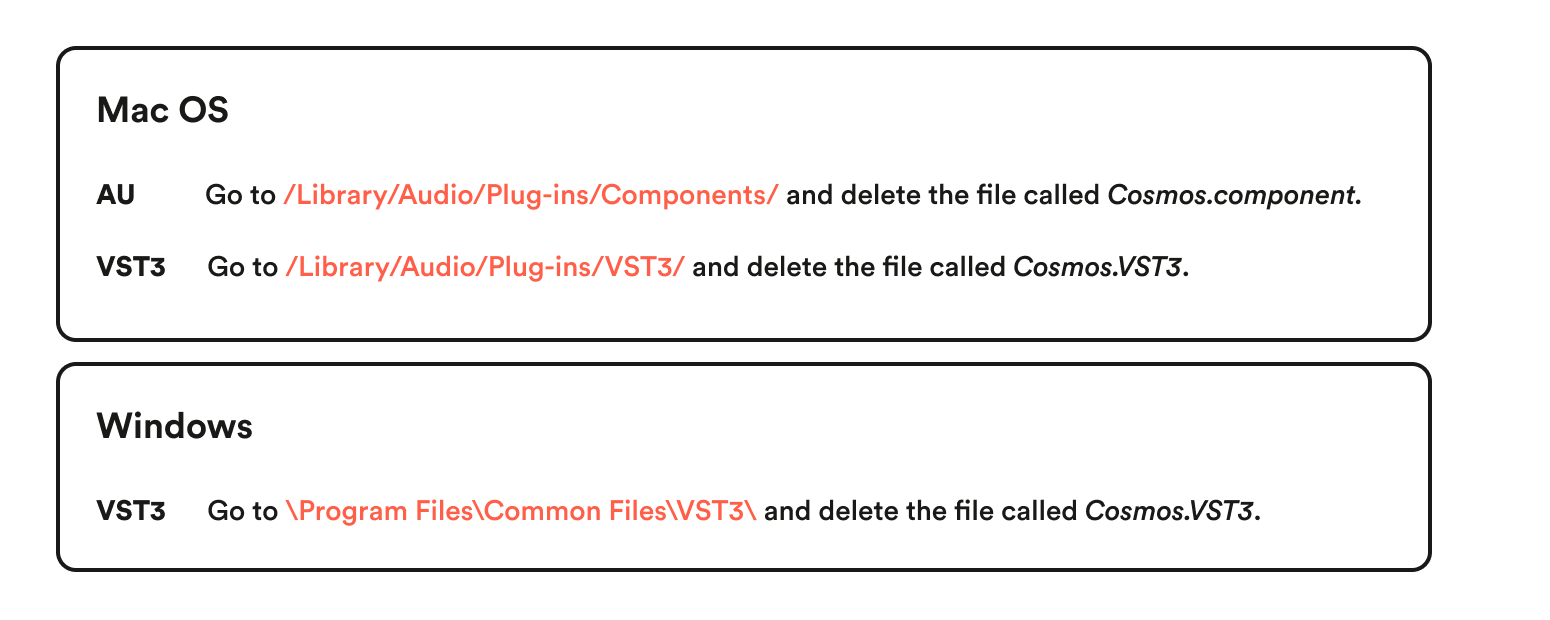 Mac OS
AU Go to /Library/Audio/Plug-ins/Components/ and delete the file called Cosmos.component.
VST3 Go to /Library/Audio/Plug-ins/VST3/ and delete the file called Cosmos.VST3.
Windows
VST3 Go to \Program Files\Common Files\VST3\ and delete the file called Cosmos.VST3.